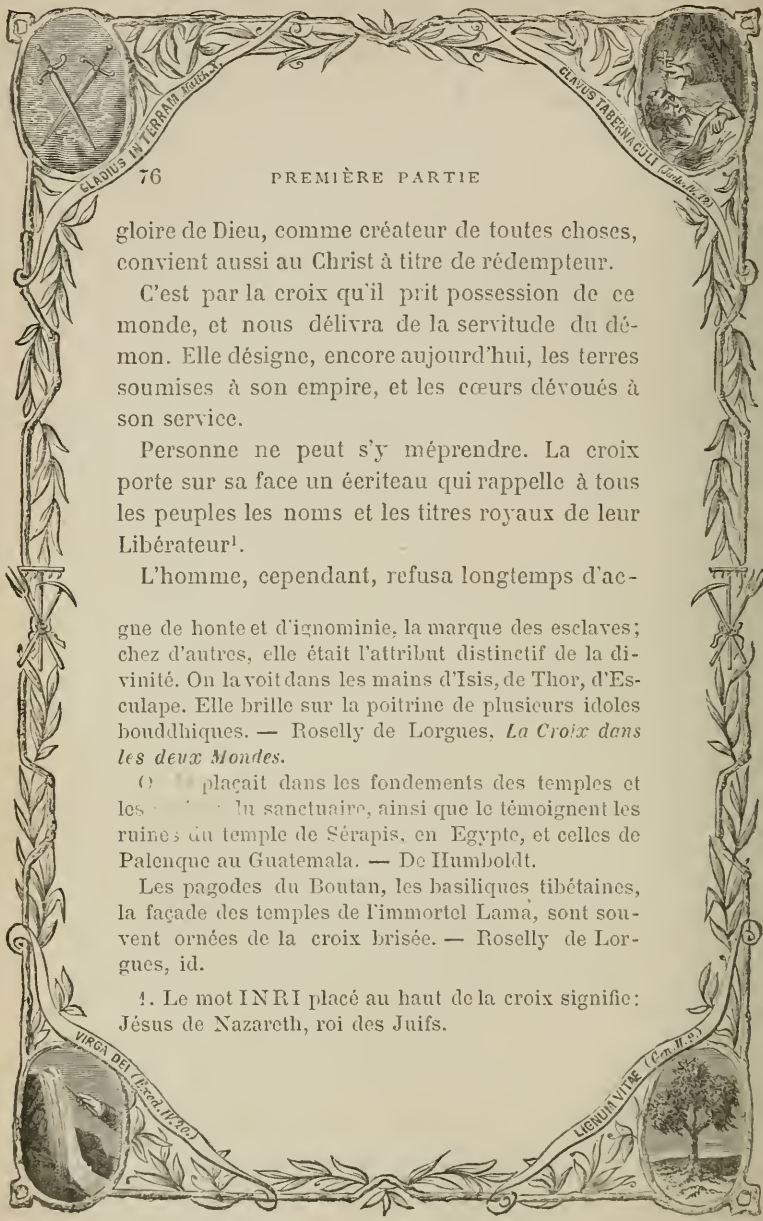 GLADIUS IN TERRAM Matth. X.
CLAVUS TABERNACULI (Judic. IV. 12)
76 PREMIÈRE PARTIE
gloire de Dieu, comme créateur de toutes choses,
convient aussi au Christ à titre de rédempteur.
C'est par la croix qu'il prit possession de ce
monde, et nous délivra de la servitude du dé-
mon. Elle désigne, encore aujourd'hui, les terres
soumises à son empire, et les cœurs dévoués à
son service.
Personne ne peut s'y méprendre. La croix
porte sur sa face un écriteau qui rappelle à tous
les peuples les noms et les titres royaux de leur
Libérateur¹.
L'homme, cependant, refusa longtemps d'ac-
gne de honte et d'ignominie, la marque des esclaves;
chez d'autres, elle était l'attribut distinctif de la di-
vinité. On la voit dans les mains d'Isis, de Thor, d'Es-
culape. Elle brille sur la poitrine de plusieurs idoles
bouddhiques. — Roselly de Lorgues, La Croix dans
les deux Mondes.
plaçait dans les fondements des temples et
les sanctuaire, ainsi que le témoignent les
ruines du temple de Sérapis, en Egypte, et celles de
Palenque au Guatemala. — De Humboldt.
Les pagodes du Boutan, les basiliques tibétaines,
la façade des temples de l'immortel Lama, sont sou-
vent ornées de la croix brisée. — Roselly de Lor-
gues, id.
1. Le mot INRI placé au haut de la croix signifie:
Jésus de Nazareth, roi des Juifs.
VIRGA DEI (Exod. IV. 20.)
LIGNUM VITAE (Gen. II. 9.)